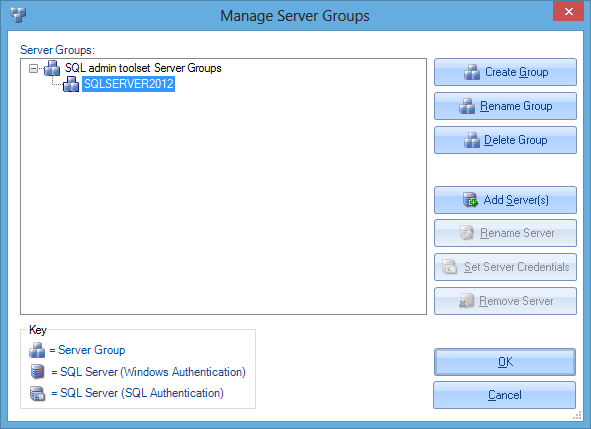 Manage Server Groups
Server Groups:
SQL admin toolset Server Groups
SQLSERVER2012
Create Group
Rename Group
Delete Group
Add Server(s)
Rename Server
Set Server Credentials
Remove Server
Key
= Server Group
= SQL Server (Windows Authentication)
= SQL Server (SQL Authentication)
OK
Cancel